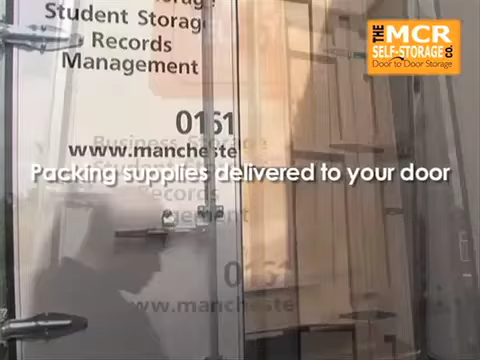 Student Storage
Records
Management
0161
www.mancheste
THE
MCR
SELF-STORAGE
CO.
Door to Door Storage
Packing supplies delivered to your door
Business Storage
Student Storage
Records
agement
0161
www.mancheste